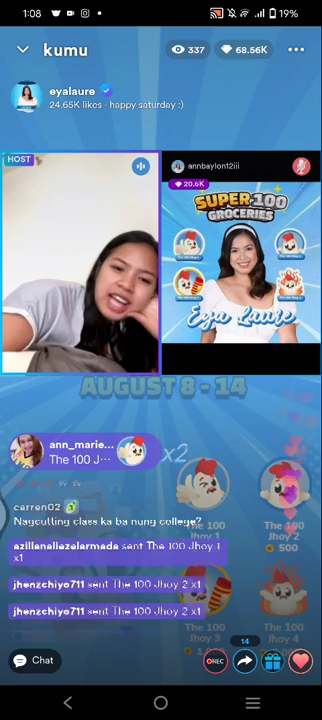 1:08
19%
kumu
337
68.56K
eyalaure
24.65K likes · happy saturday :)
HOST
annbaylon12iii
20.6K
SUPER 100
GROCERIES
Eya Laure
AUGUST 8 - 14
ann_marie...
The 100 J...
x2
carren02
Nagcutting class ka ba nung college?
sent The 100 Jhoy 1
x1
jhenzchiyo711 sent The 100 Jhoy 2 x1
jhenzchiyo711 sent The 100 Jhoy 2 x1
The 100
Jhoy 1
The 100
Jhoy 2
500
The 100
Jhoy 3
The 100
Jhoy 4
14
Chat
REC